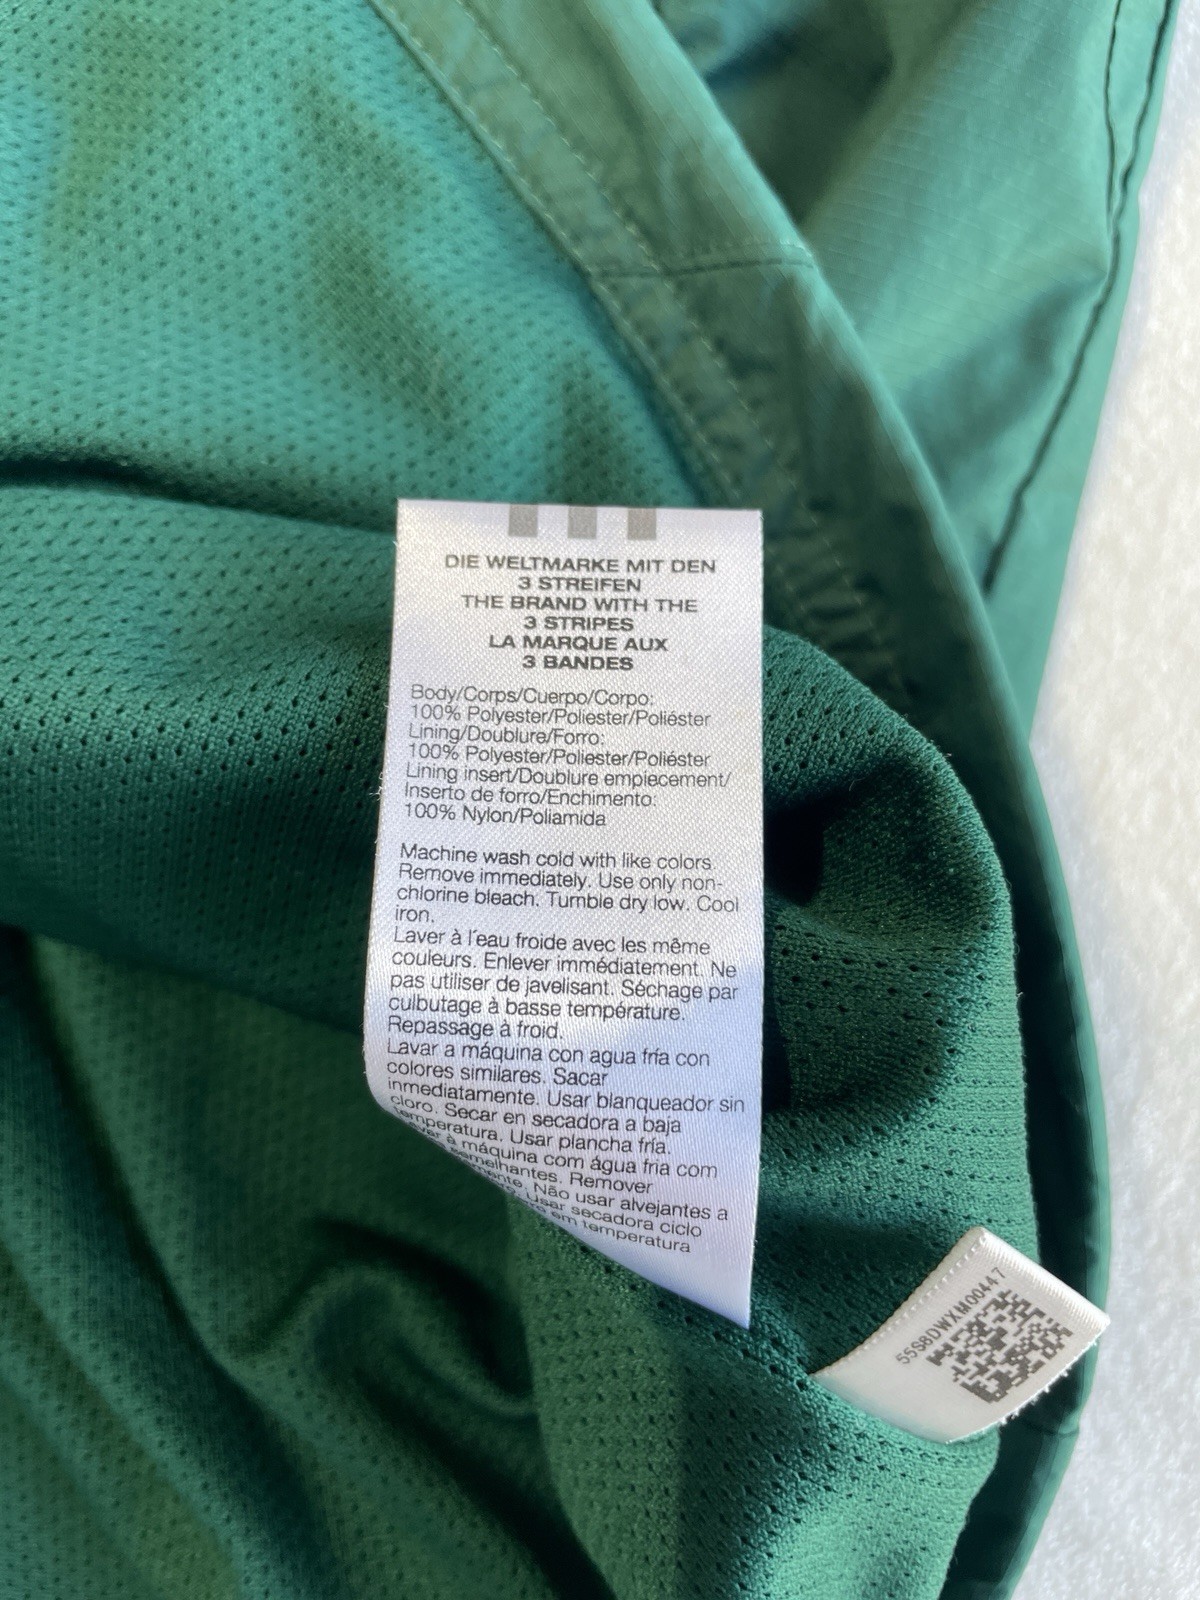 DIE WELTMARKE MIT DEN
3 STREIFEN
THE BRAND WITH THE
3 STRIPES
LA MARQUE AUX
3 BANDES
Body/Corps/Cuerpo/Corpo:
100% Polyester/Poliester/Poliéster
Lining/Doublure/Forro:
100% Polyester/Poliester/Poliéster
Lining insert/Doublure empiecement/
Inserto de forro/Enchimento:
100% Nylon/Poliamida
Machine wash cold with like colors.
Remove immediately. Use only non-
chlorine bleach. Tumble dry low. Cool
iron.
Laver à l'eau froide avec les même
couleurs. Enlever immédiatement. Ne
pas utiliser de javelisant. Séchage par
culbutage à basse température.
Repassage à froid.
Lavar a máquina con agua fría con
colores similares. Sacar
inmediatamente. Usar blanqueador sin
cloro. Secar en secadora a baja
temperatura. Usar plancha fría.
à máquina com água fria com
semelhantes. Remover
Não usar alvejantes a
Usar secadora ciclo
em temperatura
55S8DWXM00447